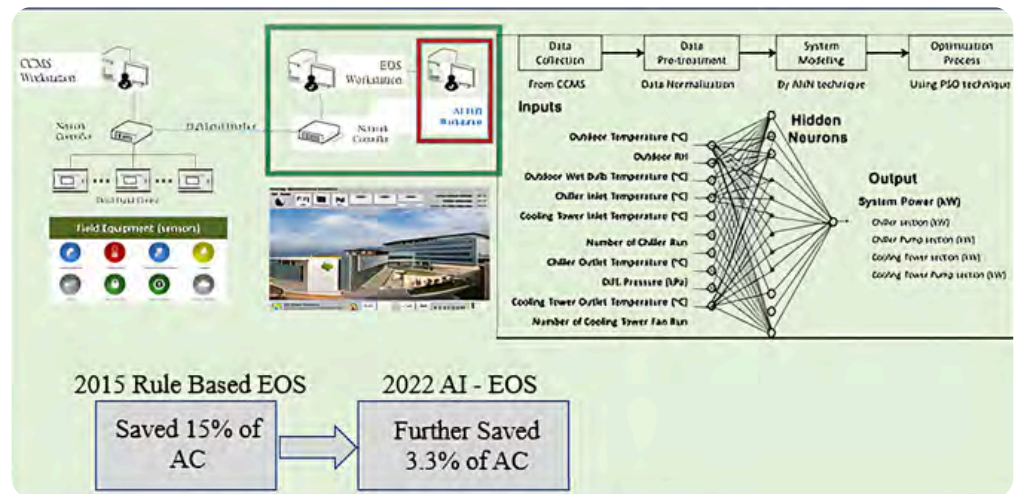 CCMS
Workstation
EOS
Workstation
Network
Controller
Network
Controller
Field Equipment (sensors)
Data
Collection
Data
Pre-treatment
System
Modeling
Optimization
Process
From CCMS
Data Normalization
By ANN technique
Using PSO technique
Inputs
Outdoor Temperature (°C)
Outdoor RH
Outdoor Wet Bulb Temperature (°C)
Chiller Inlet Temperature (°C)
Cooling Tower Inlet Temperature (°C)
Number of Chiller Run
Chiller Outlet Temperature (°C)
Diff. Pressure (kPa)
Cooling Tower Outlet Temperature (°C)
Number of Cooling Tower Fan Run
Hidden
Neurons
Output
System Power (kW)
Chiller section (kW)
Chiller Pump section (kW)
Cooling Tower section (kW)
Cooling Tower Pump section (kW)
2015 Rule Based EOS
2022 AI - EOS
Saved 15% of
AC
Further Saved
3.3% of AC